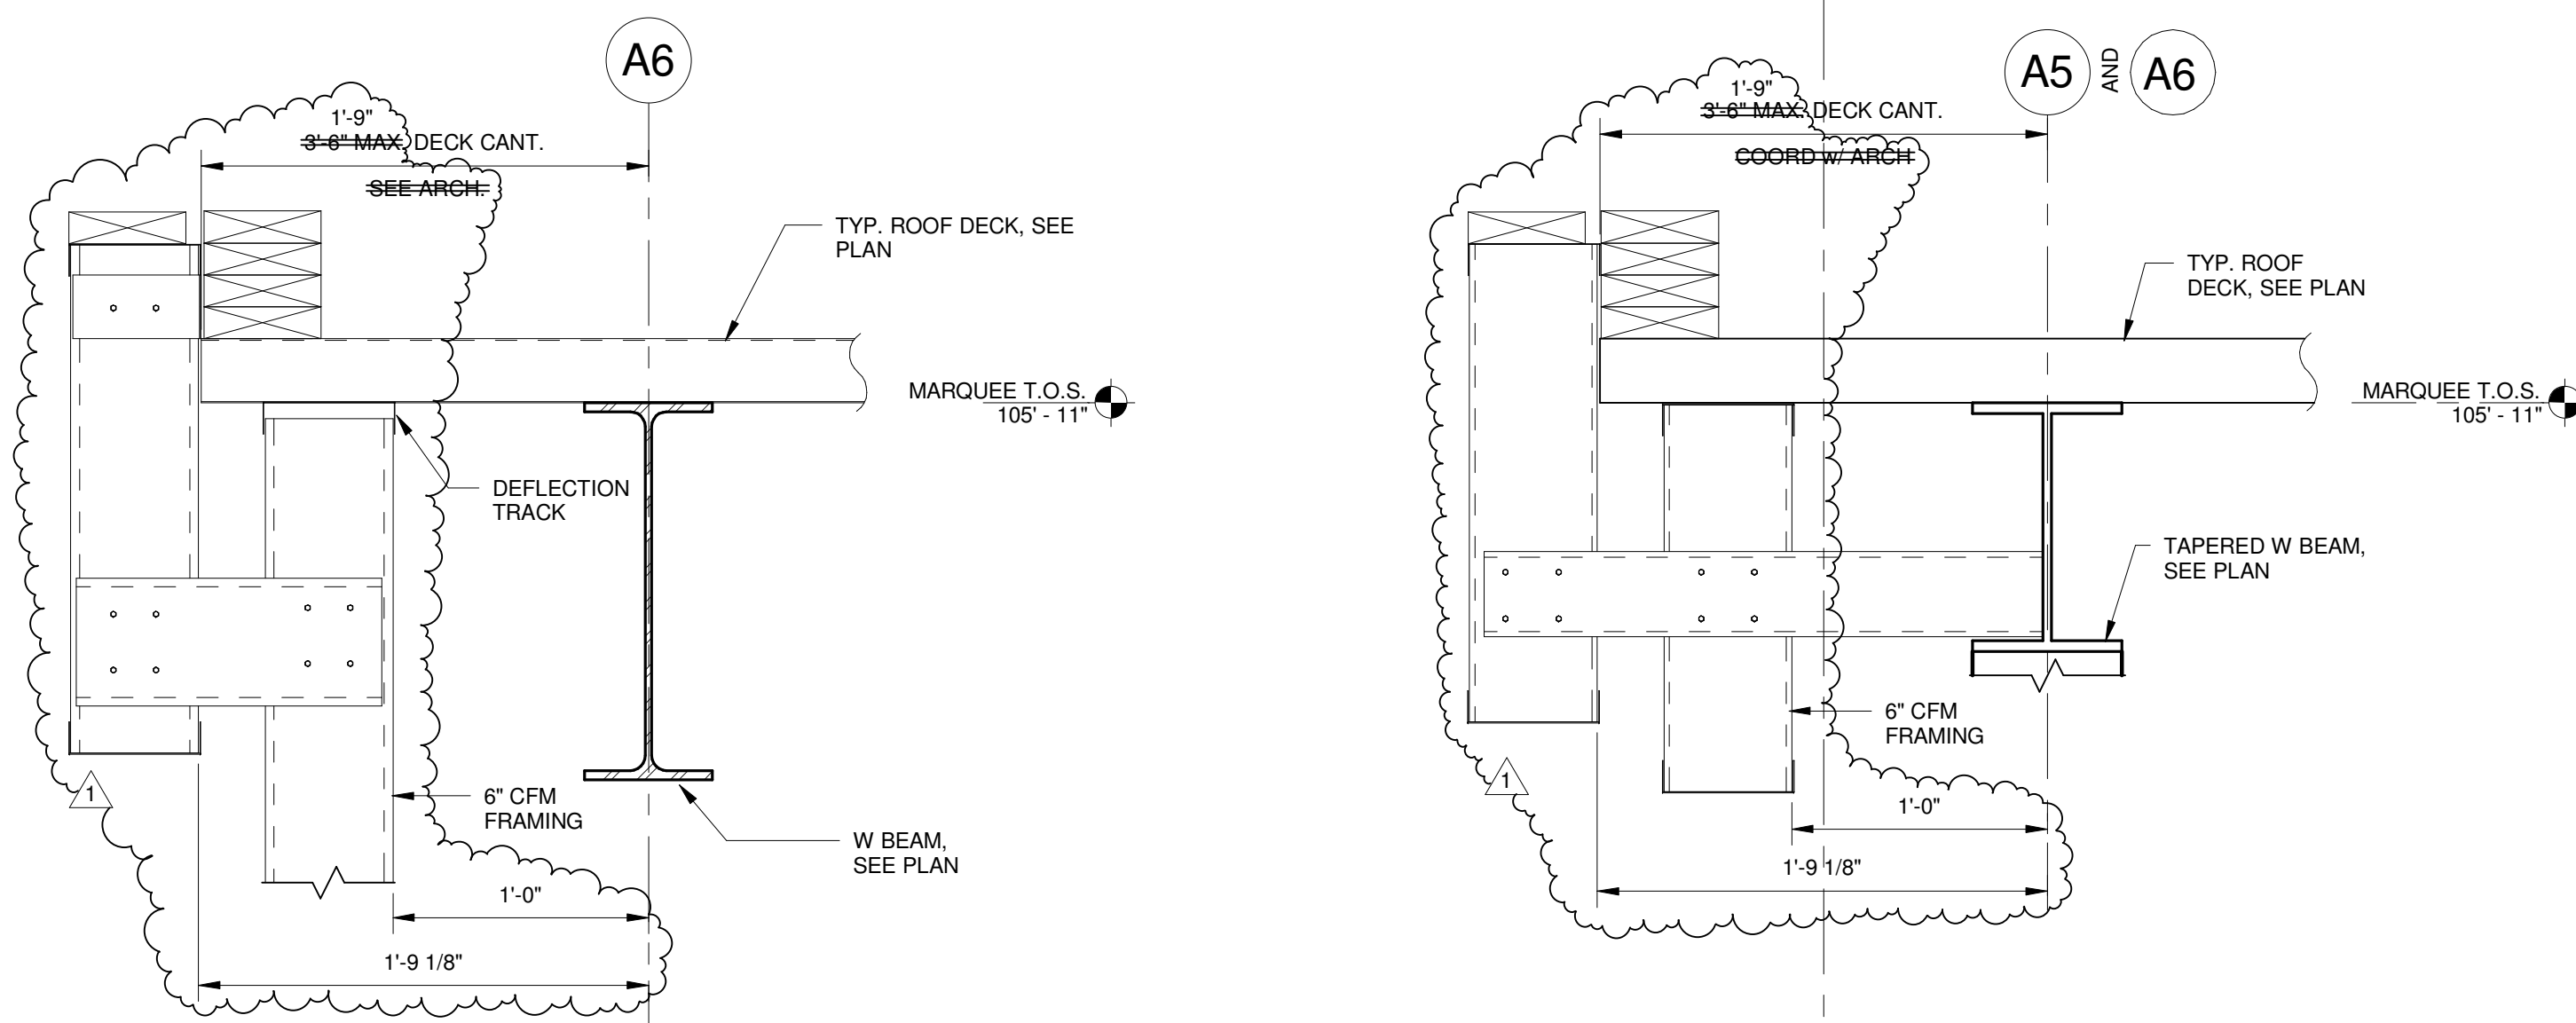 A6
1'-9"
3'-6" MAX. DECK CANT.
SEE ARCH.
TYP. ROOF DECK, SEE
PLAN
MARQUEE T.O.S.
105' - 11"
DEFLECTION
TRACK
6" CFM
FRAMING
W BEAM,
SEE PLAN
1
1'-0"
1'-9 1/8"
A5 AND A6
1'-9"
3'-6" MAX. DECK CANT.
COORD w/ ARCH
TYP. ROOF
DECK, SEE PLAN
MARQUEE T.O.S.
105' - 11"
TAPERED W BEAM,
SEE PLAN
6" CFM
FRAMING
1
1'-0"
1'-9 1/8"